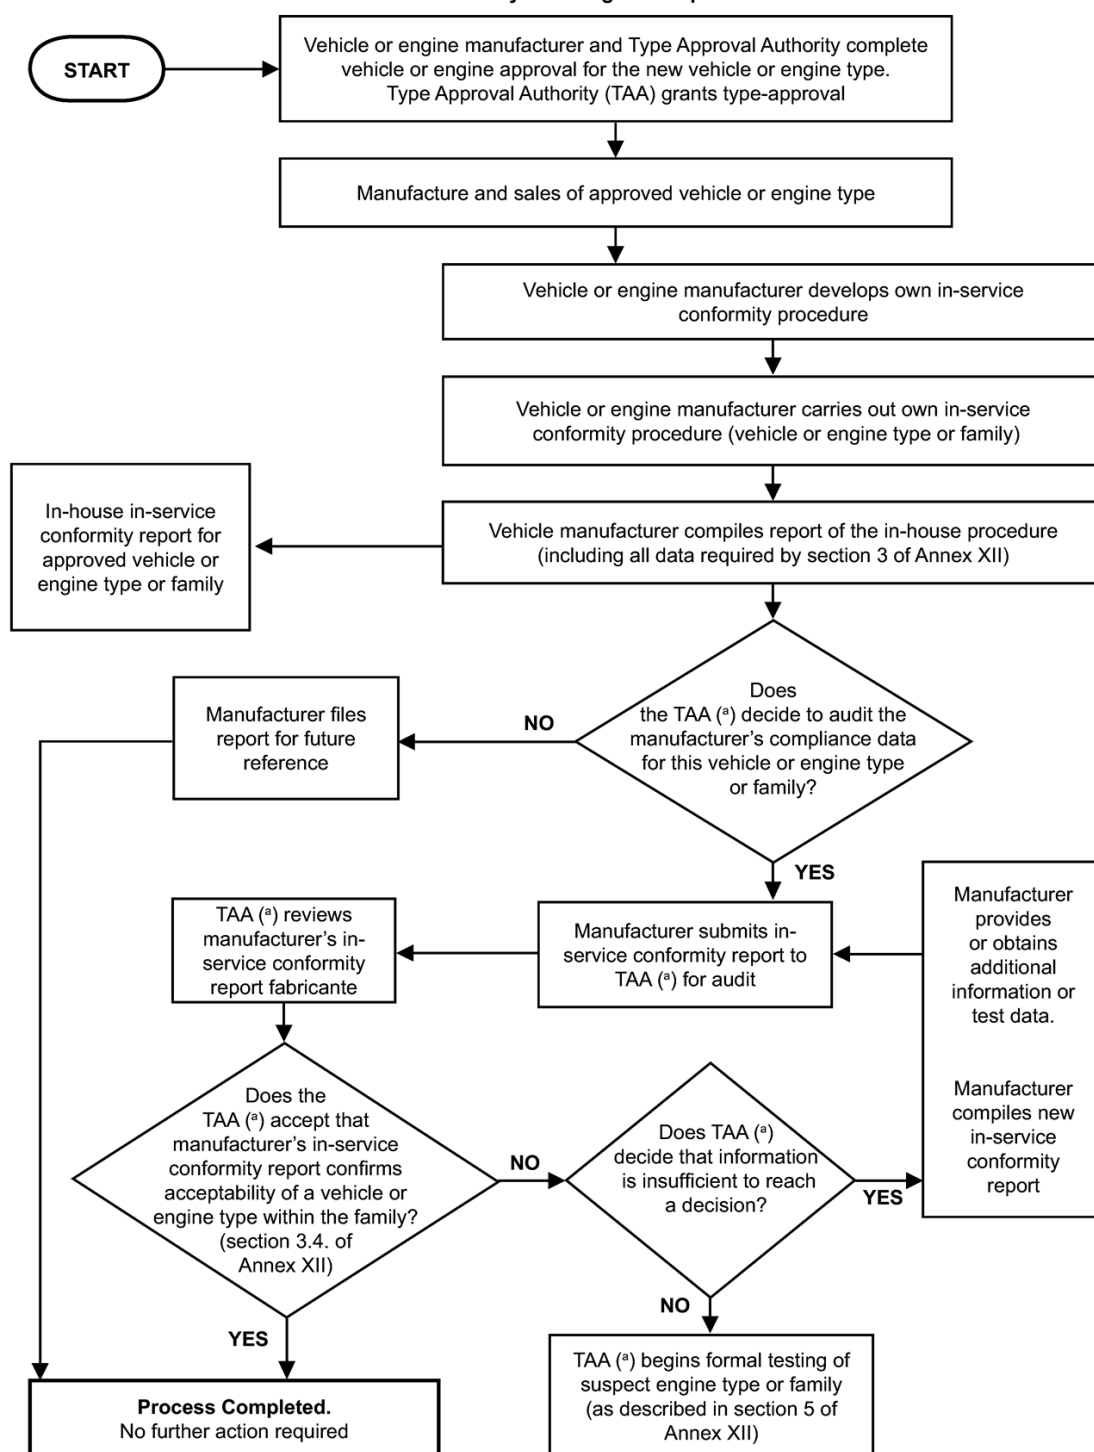 START
Vehicle or engine manufacturer and Type Approval Authority complete
vehicle or engine approval for the new vehicle or engine type.
Type Approval Authority (TAA) grants type-approval
Manufacture and sales of approved vehicle or engine type
Vehicle or engine manufacturer develops own in-service
conformity procedure
Vehicle or engine manufacturer carries out own in-service
conformity procedure (vehicle or engine type or family)
In-house in-service
conformity report for
approved vehicle or
engine type or family
Vehicle manufacturer compiles report of the in-house procedure
(including all data required by section 3 of Annex XII)
Does
the TAA (ᵃ) decide to audit the
manufacturer's compliance data
for this vehicle or engine type
or family?
NO
Manufacturer files
report for future
reference
YES
TAA (ᵃ) reviews
manufacturer's in-
service conformity
report fabricante
Manufacturer submits in-
service conformity report to
TAA (ᵃ) for audit
Manufacturer
provides
or obtains
additional
information or
test data.
Manufacturer
compiles new
in-service
conformity
report
Does the
TAA (ᵃ) accept that
manufacturer's in-service
conformity report confirms
acceptability of a vehicle or
engine type within the family?
(section 3.4. of
Annex XII)
NO
Does TAA (ᵃ)
decide that information
is insufficient to reach
a decision?
YES
YES
NO
Process Completed.
No further action required
TAA (ᵃ) begins formal testing of
suspect engine type or family
(as described in section 5 of
Annex XII)